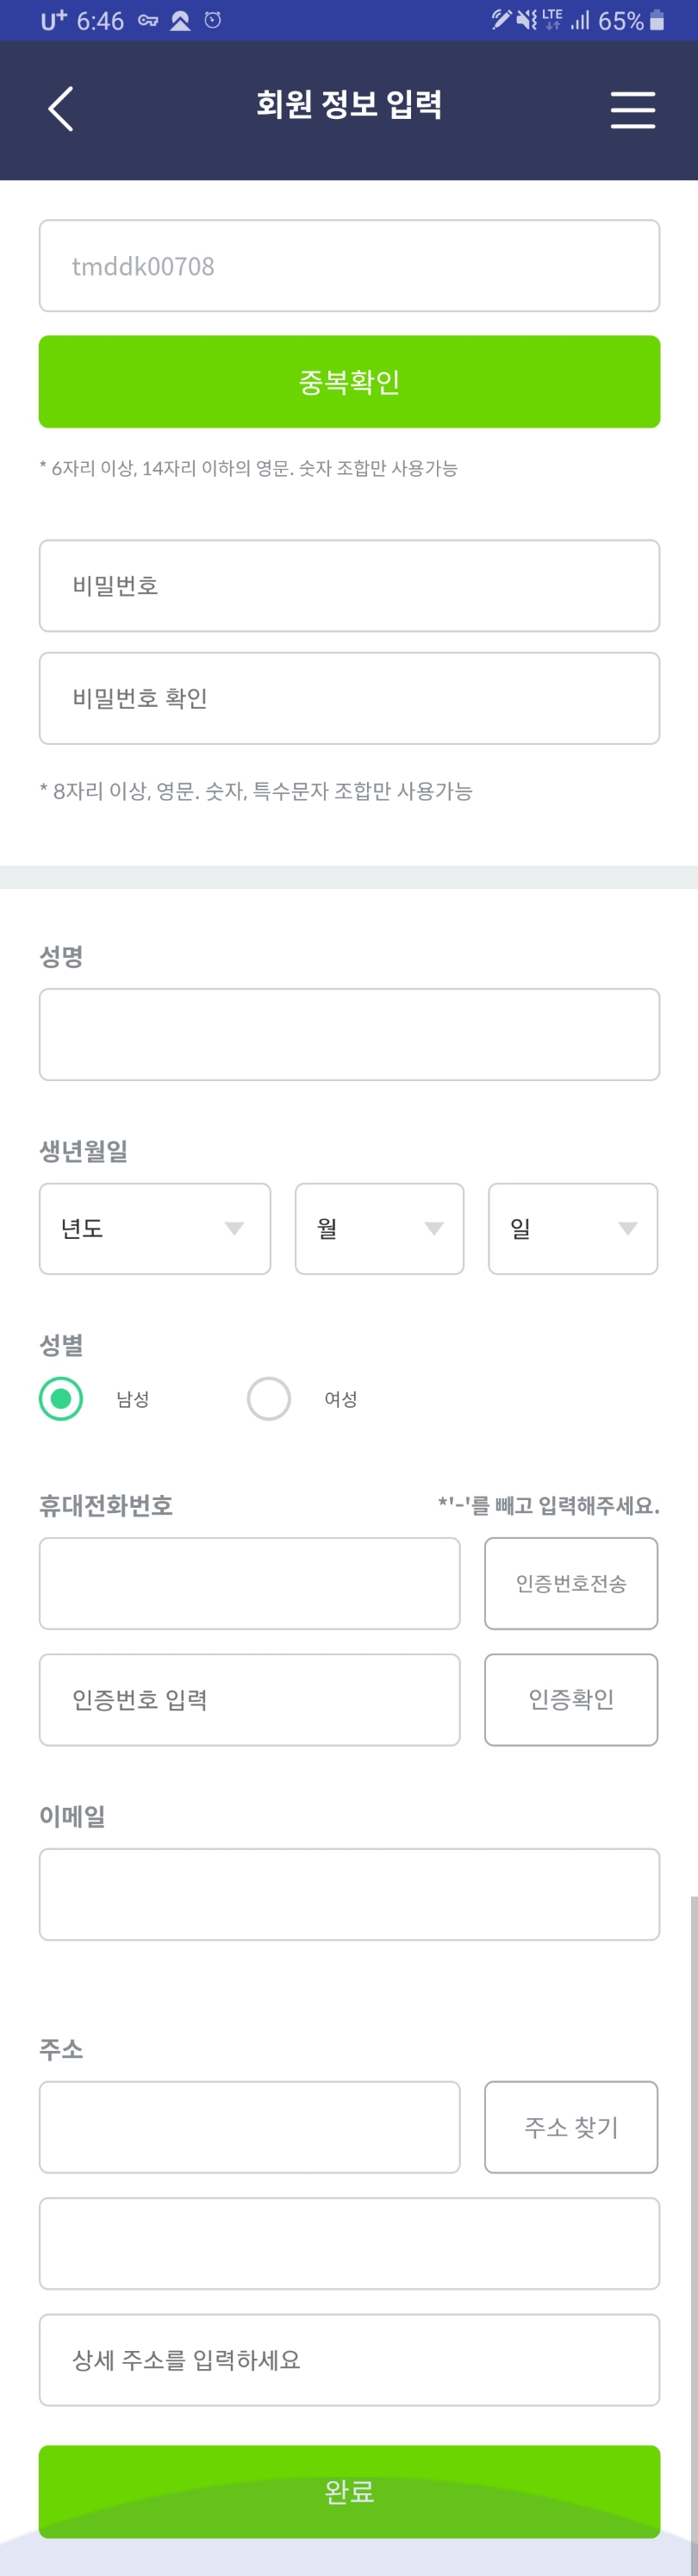 U+ 6:46 LTE 65%
회원 정보 입력
tmddk00708
중복확인
* 6자리 이상, 14자리 이하의 영문. 숫자 조합만 사용가능
비밀번호
비밀번호 확인
* 8자리 이상, 영문. 숫자, 특수문자 조합만 사용가능
성명
생년월일
년도 월 일
성별
남성 여성
휴대전화번호 *'-'를 빼고 입력해주세요.
인증번호전송
인증번호 입력 인증확인
이메일
주소
주소 찾기
상세 주소를 입력하세요
완료